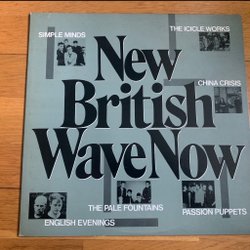 SIMPLE MINDS
THE ICICLE WORKS
New
CHINA CRISIS
British
Wave Now
THE PALE FOUNTAINS
PASSION PUPPETS
ENGLISH EVENINGS